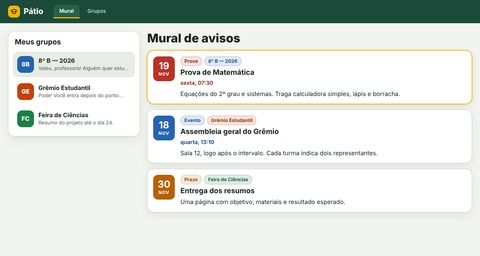 Pátio
Mural
Grupos
Meus grupos
8B
8º B — 2026
Valeu, professora! Alguém quer estu...
GE
Grêmio Estudantil
Pode! Você entra depois do ponto...
FC
Feira de Ciências
Resumo do projeto até o dia 24.
Mural de avisos
19
NOV
Prova
8º B — 2026
Prova de Matemática
sexta, 07:30
Equações do 2º grau e sistemas. Traga calculadora simples, lápis e borracha.
18
NOV
Evento
Grêmio Estudantil
Assembleia geral do Grêmio
quarta, 13:10
Sala 12, logo após o intervalo. Cada turma indica dois representantes.
30
NOV
Prazo
Feira de Ciências
Entrega dos resumos
Uma página com objetivo, materiais e resultado esperado.